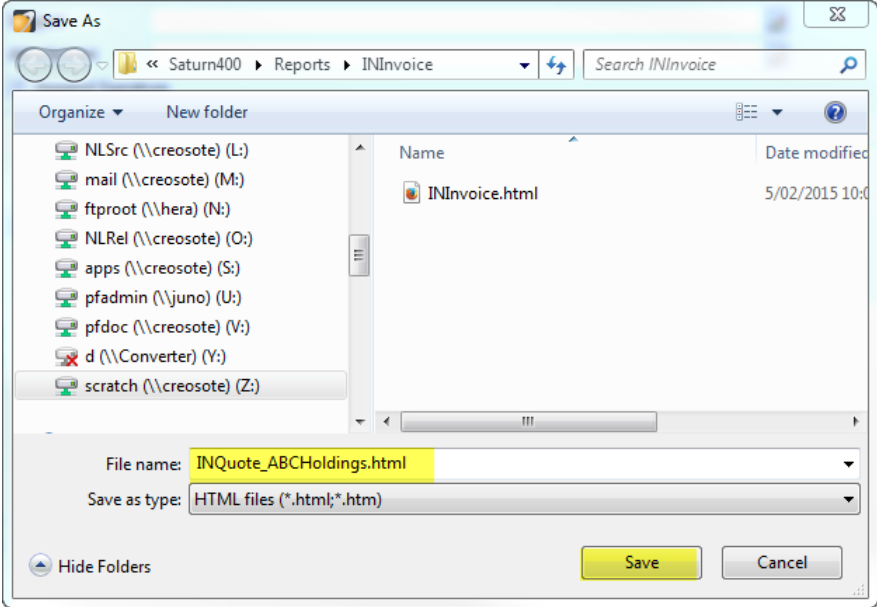 Save As
« Saturn400 ▸ Reports ▸ INInvoice
Search INInvoice
Organize
New folder
NLSrc (\\creosote) (L:)
mail (\\creosote) (M:)
ftproot (\\hera) (N:)
NLRel (\\creosote) (O:)
apps (\\creosote) (S:)
pfadmin (\\juno) (U:)
pfdoc (\\creosote) (V:)
d (\\Converter) (Y:)
scratch (\\creosote) (Z:)
Name
Date modified
INInvoice.html
5/02/2015 10:0
File name: INQuote_ABCHoldings.html
Save as type: HTML files (*.html;*.htm)
Hide Folders
Save
Cancel